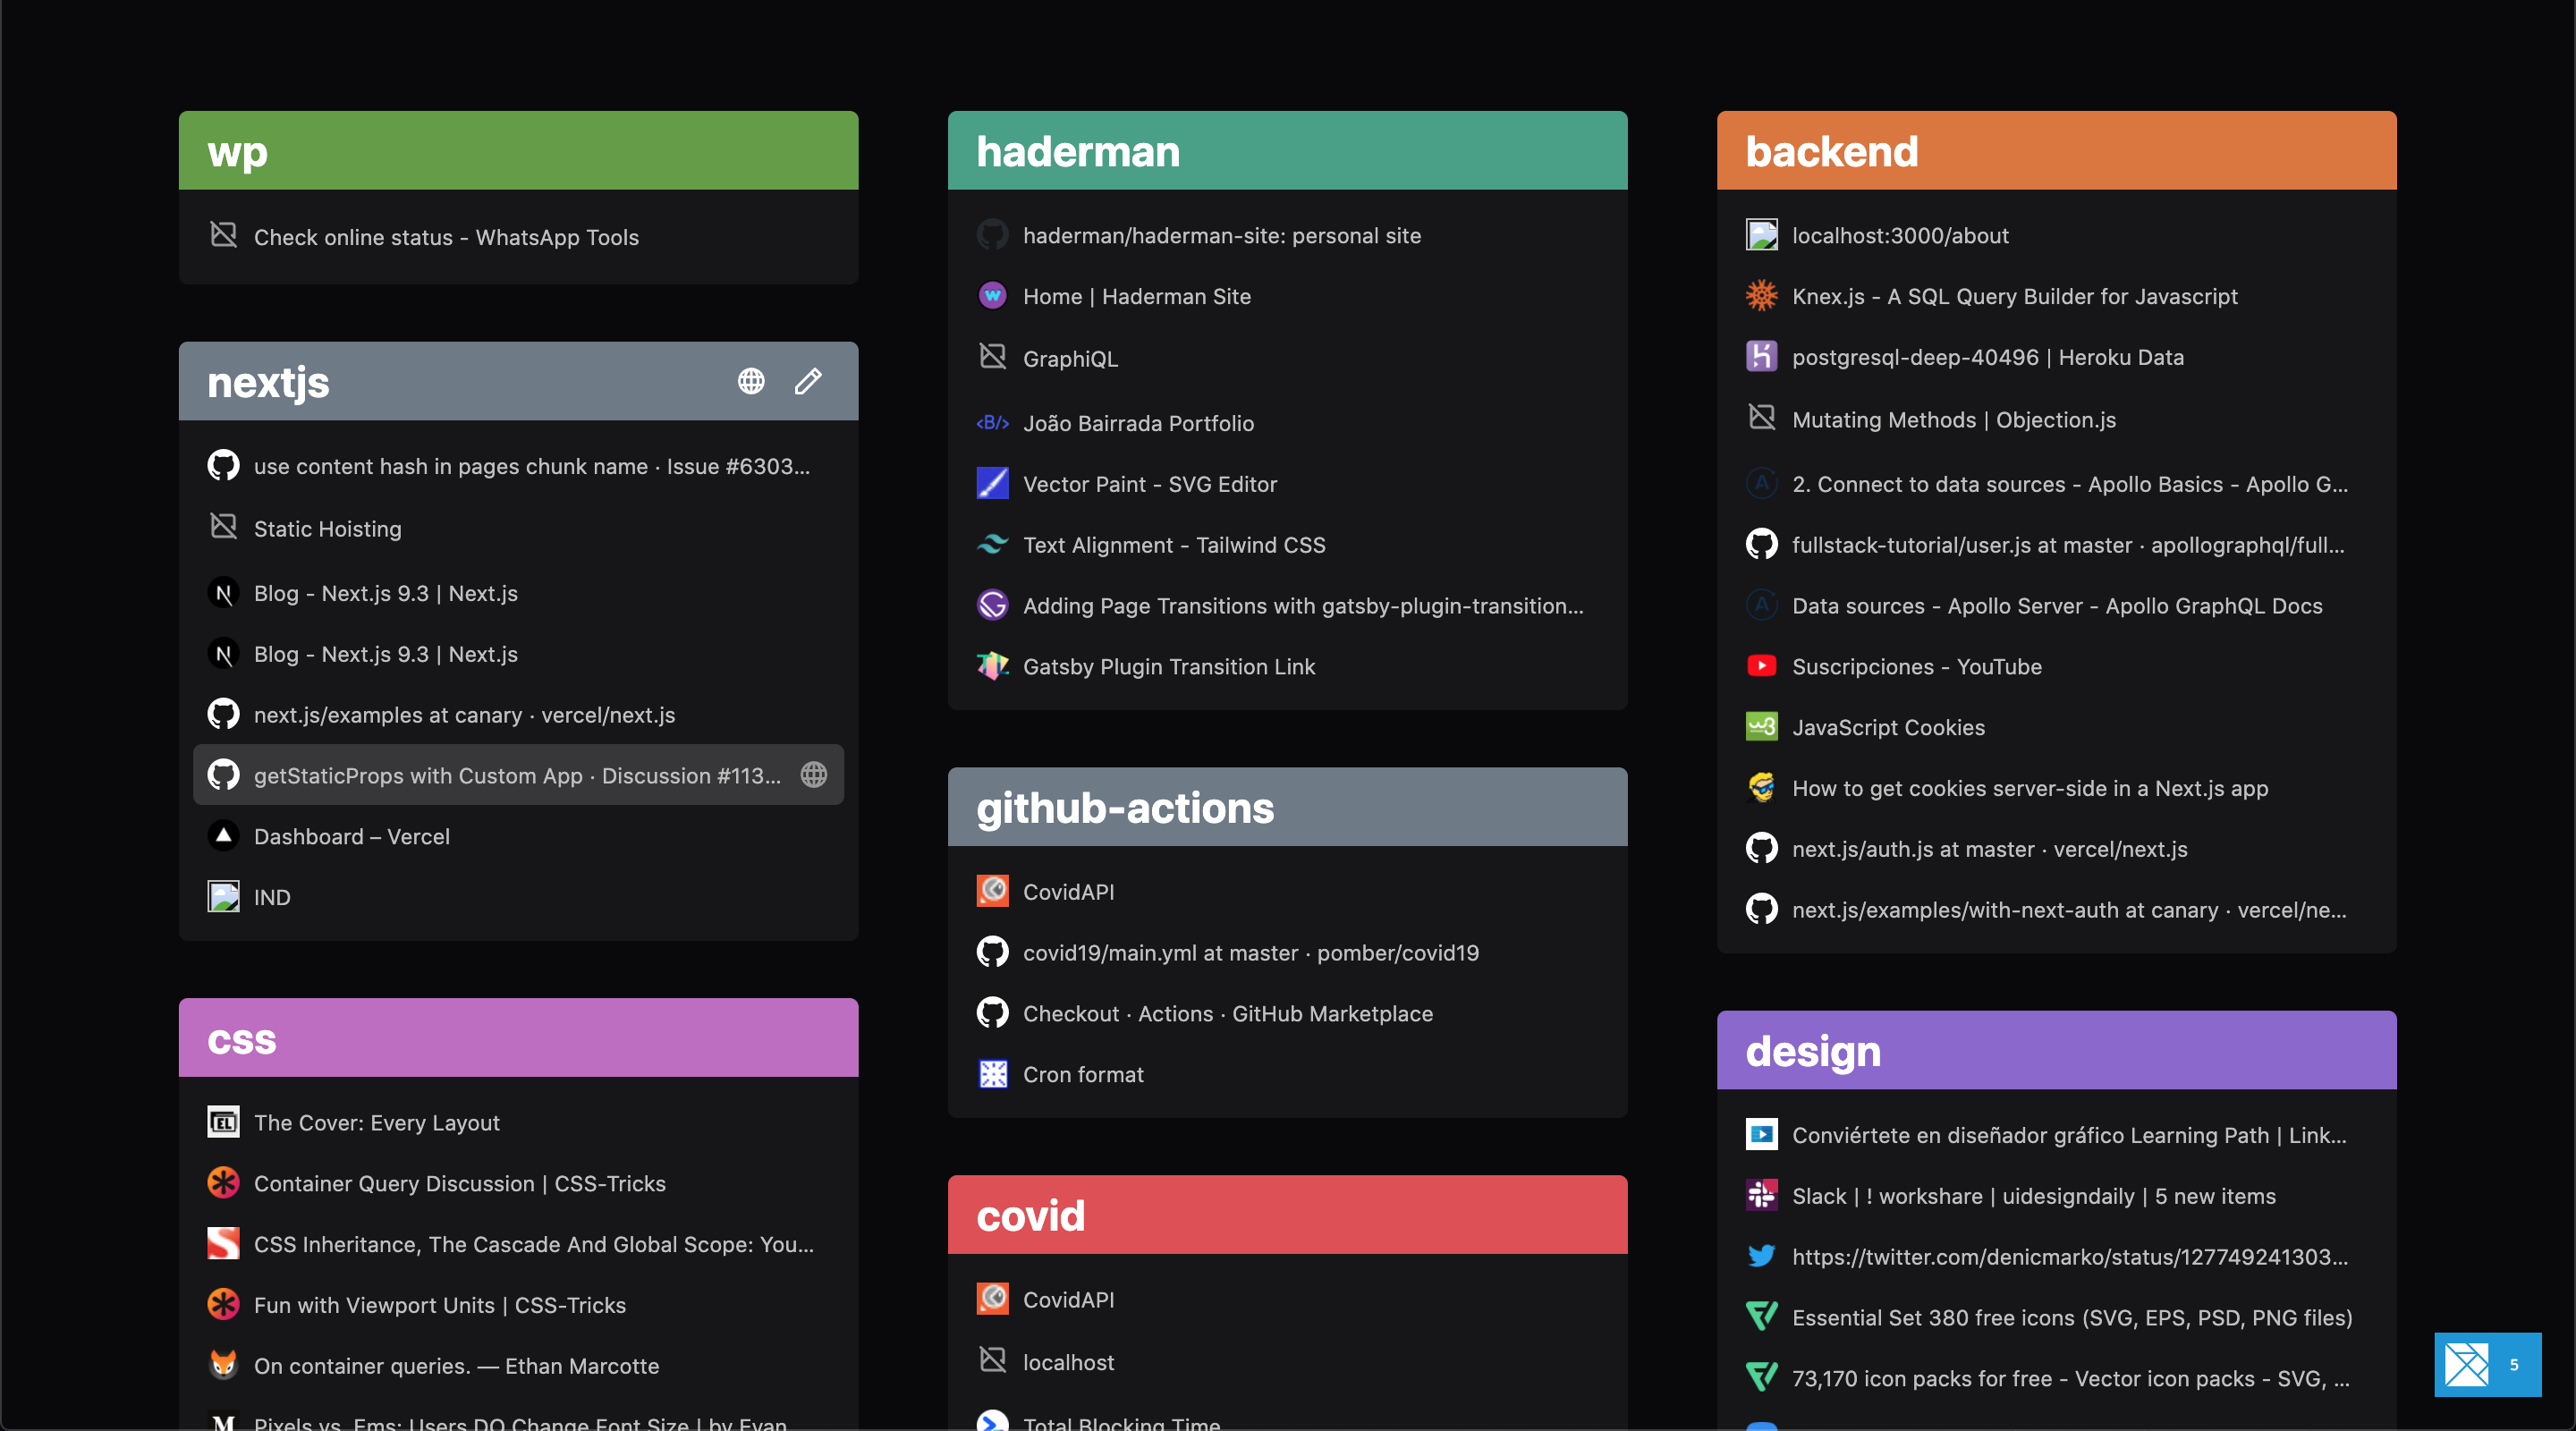 wp
Check online status - WhatsApp Tools
nextjs
use content hash in pages chunk name · Issue #6303...
Static Hoisting
Blog - Next.js 9.3 | Next.js
Blog - Next.js 9.3 | Next.js
next.js/examples at canary · vercel/next.js
getStaticProps with Custom App · Discussion #113...
Dashboard – Vercel
IND
css
The Cover: Every Layout
Container Query Discussion | CSS-Tricks
CSS Inheritance, The Cascade And Global Scope: You...
Fun with Viewport Units | CSS-Tricks
On container queries. — Ethan Marcotte
Pixels vs. Ems: Users DO Change Font Size | by Evan
haderman
haderman/haderman-site: personal site
Home | Haderman Site
GraphiQL
<B/> João Bairrada Portfolio
Vector Paint - SVG Editor
Text Alignment - Tailwind CSS
Adding Page Transitions with gatsby-plugin-transition...
Gatsby Plugin Transition Link
github-actions
CovidAPI
covid19/main.yml at master · pomber/covid19
Checkout · Actions · GitHub Marketplace
Cron format
covid
CovidAPI
localhost
Total Blocking Time
backend
localhost:3000/about
Knex.js - A SQL Query Builder for Javascript
postgresql-deep-40496 | Heroku Data
Mutating Methods | Objection.js
2. Connect to data sources - Apollo Basics - Apollo G...
fullstack-tutorial/user.js at master · apollographql/full...
Data sources - Apollo Server - Apollo GraphQL Docs
Suscripciones - YouTube
JavaScript Cookies
How to get cookies server-side in a Next.js app
next.js/auth.js at master · vercel/next.js
next.js/examples/with-next-auth at canary · vercel/ne...
design
Conviértete en diseñador gráfico Learning Path | Link...
Slack | ! workshare | uidesigndaily | 5 new items
https://twitter.com/denicmarko/status/127749241303...
Essential Set 380 free icons (SVG, EPS, PSD, PNG files)
73,170 icon packs for free - Vector icon packs - SVG, ...
5